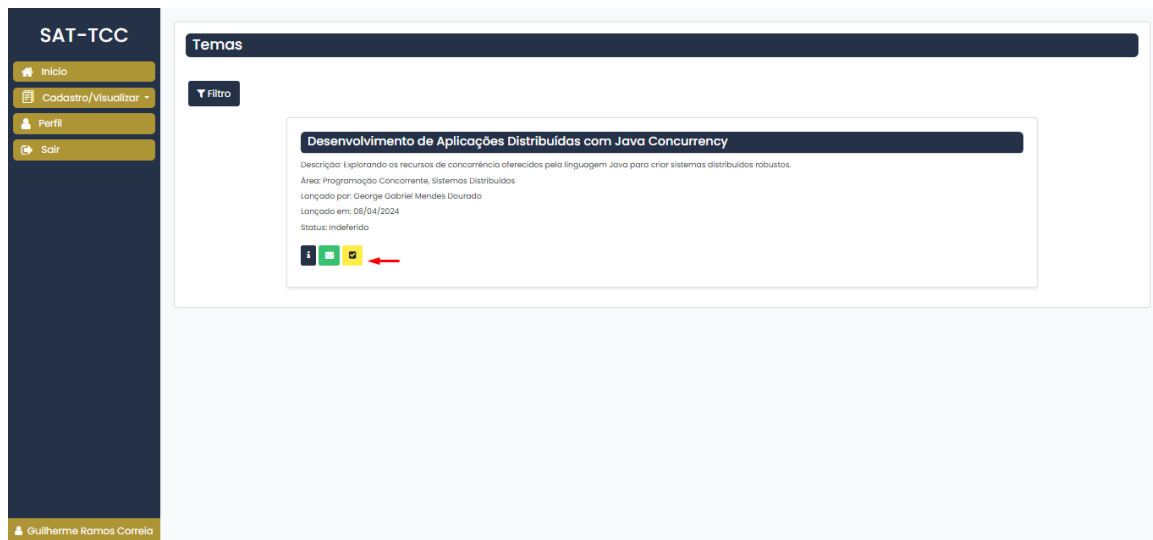 SAT-TCC
Inicio
Cadastro/Visualizar
Perfil
Sair
Guilherme Ramos Correia
Temas
Filtro
Desenvolvimento de Aplicações Distribuídas com Java Concurrency
Descrição: Explorando os recursos de concorrência oferecidos pela linguagem Java para criar sistemas distribuídos robustos.
Área: Programação Concorrente, Sistemas Distribuídos
Lançado por: George Gabriel Mendes Dourado
Lançado em: 08/04/2024
Status: Indeferido